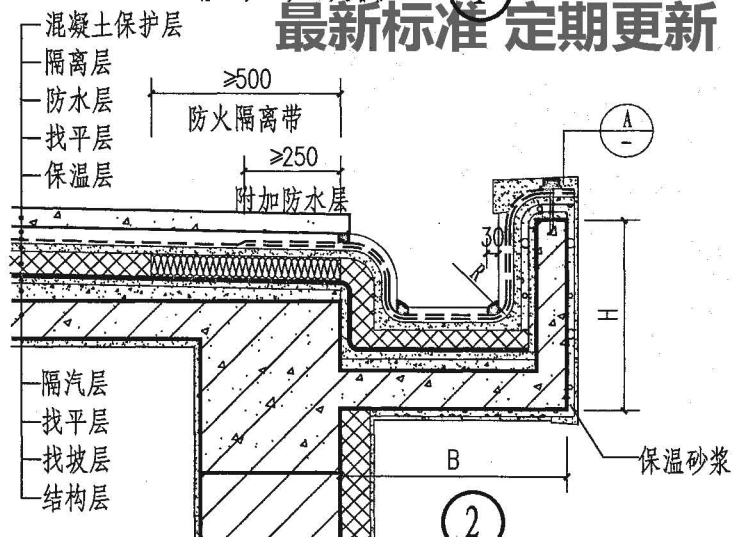 最新标准 定期更新
混凝土保护层
隔离层
防水层
找平层
保温层
≥500
防火隔离带
≥250
附加防水层
A
-
30
R
H
隔汽层
找平层
找坡层
结构层
B
保温砂浆
2